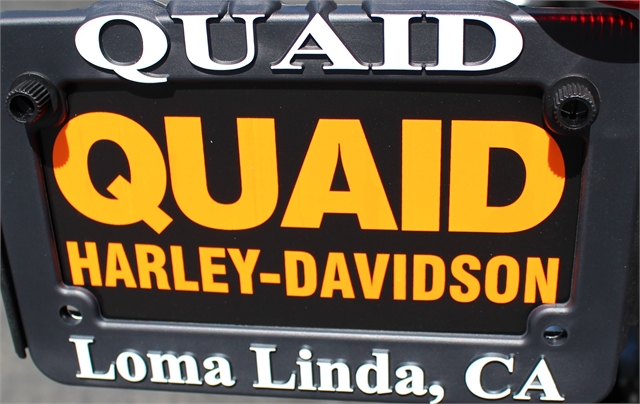 QUAID
QUAID
HARLEY-DAVIDSON
Loma Linda, CA